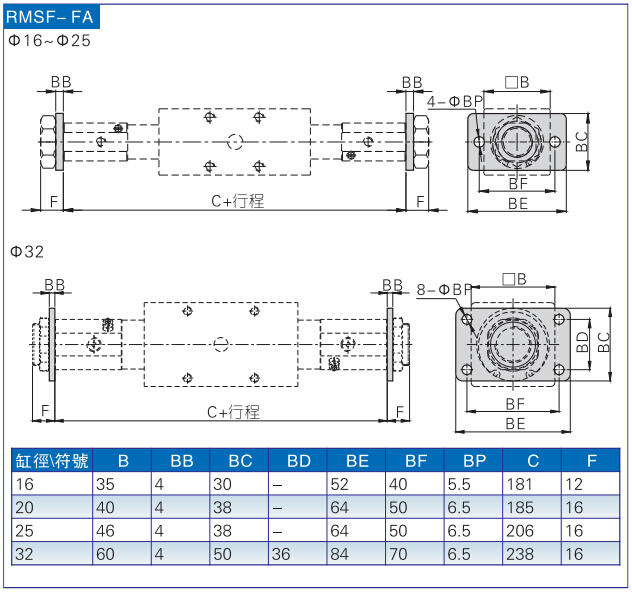 RMSF-FA
Φ16~Φ25
BB
BB
□B
4-ΦBP
BC
F
C+行程
F
BF
BE
Φ32
BB
BB
□B
8-ΦBP
BD
BC
F
C+行程
F
BF
BE
缸徑\符號 B BB BC BD BE BF BP C F
16 35 4 30 – 52 40 5.5 181 12
20 40 4 38 – 64 50 6.5 185 16
25 46 4 38 – 64 50 6.5 206 16
32 60 4 50 36 84 70 6.5 238 16